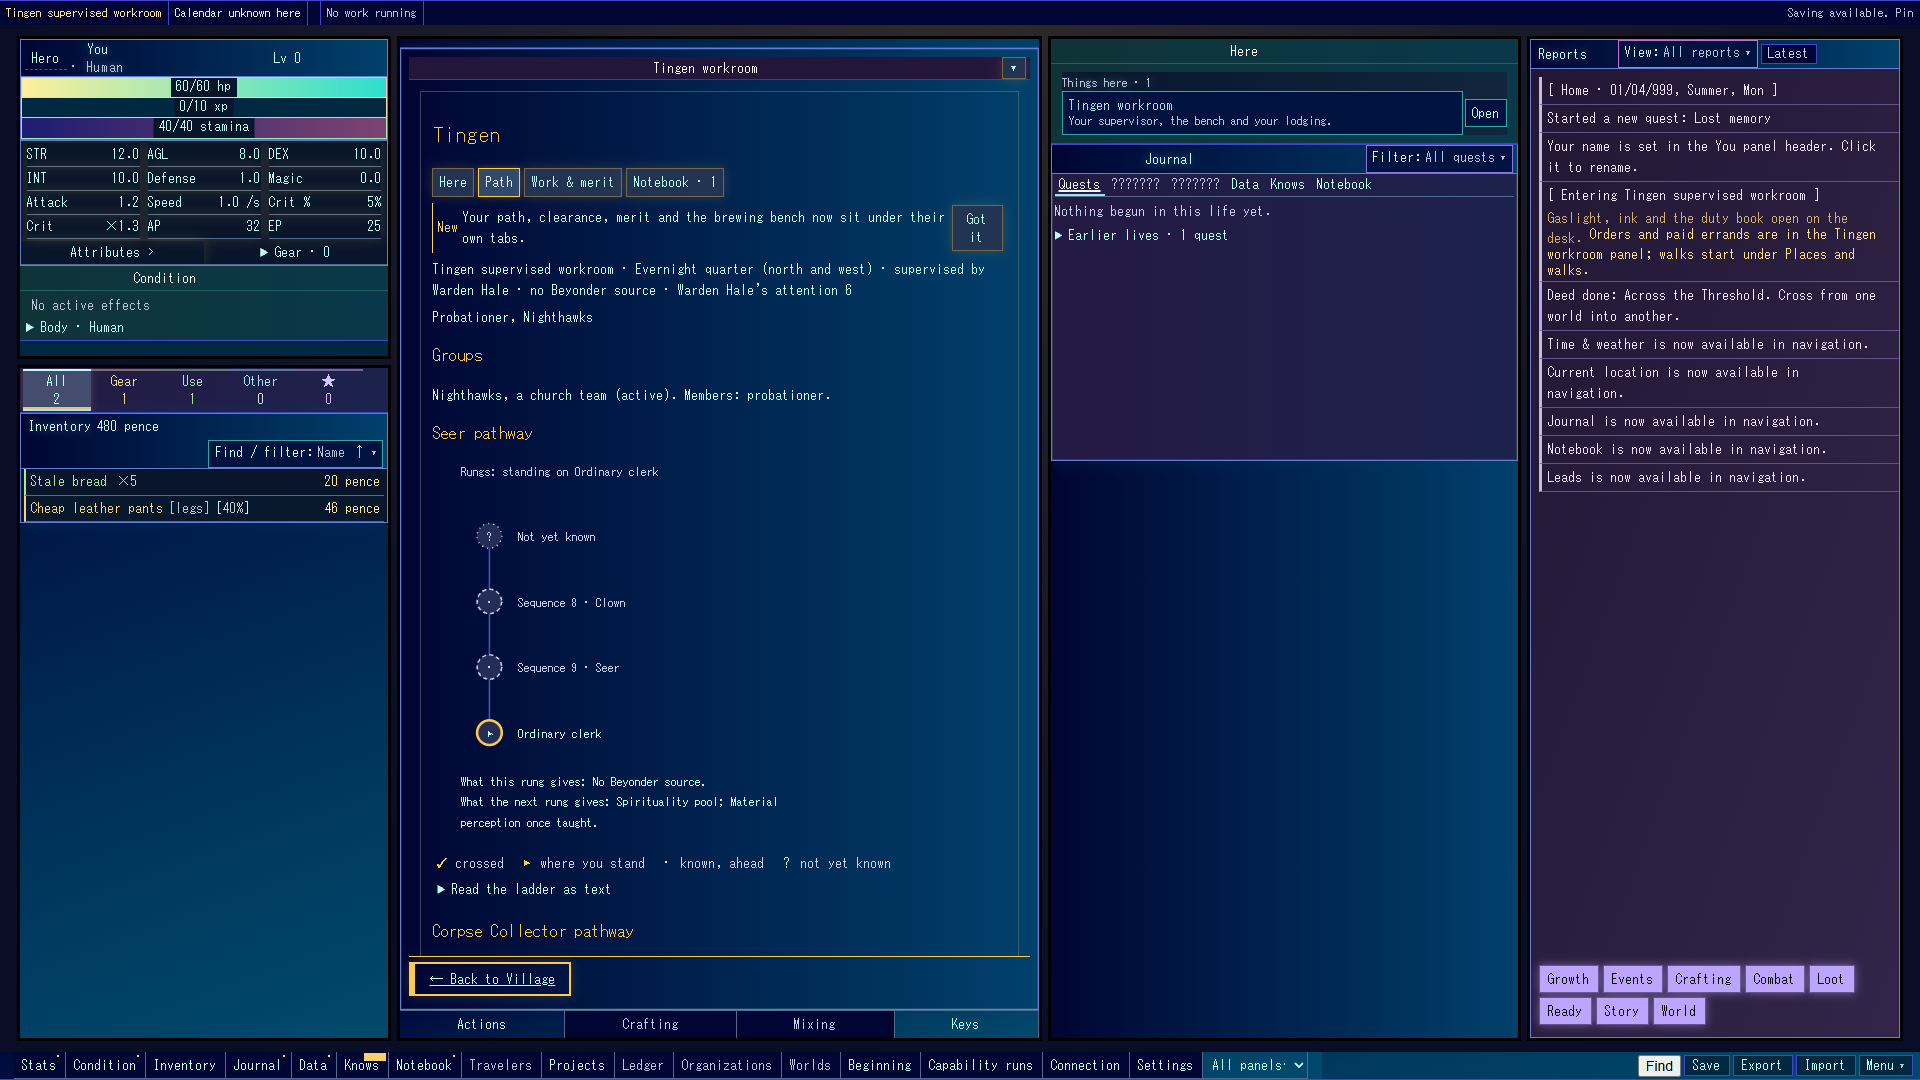 Tingen supervised workroom
Calendar unknown here
No work running
Saving available. Pin
Hero
You
Human
Lv 0
60/60 hp
0/10 xp
40/40 stamina
STR 12.0 AGL 8.0 DEX 10.0
INT 10.0 Defense 1.0 Magic 0.0
Attack 1.2 Speed 1.0 /s Crit % 5%
Crit ×1.3 AP 32 EP 25
Attributes >
▶ Gear · 0
Condition
No active effects
▶ Body · Human
All 2
Gear 1
Use 1
Other 0
★ 0
Inventory 480 pence
Find / filter: Name ↑ ▾
Stale bread ×5 20 pence
Cheap leather pants [legs] [40%] 46 pence
Tingen workroom
▾
Tingen
Here
Path
Work & merit
Notebook · 1
New
Your path, clearance, merit and the brewing bench now sit under their
own tabs.
Got
it
Tingen supervised workroom · Evernight quarter (north and west) · supervised by
Warden Hale · no Beyonder source · Warden Hale's attention 6
Probationer, Nighthawks
Groups
Nighthawks, a church team (active). Members: probationer.
Seer pathway
Rungs: standing on Ordinary clerk
? Not yet known
· Sequence 8 · Clown
· Sequence 9 · Seer
▸ Ordinary clerk
What this rung gives: No Beyonder source.
What the next rung gives: Spirituality pool; Material
perception once taught.
✓ crossed ▸ where you stand · known, ahead ? not yet known
▶ Read the ladder as text
Corpse Collector pathway
← Back to Village
Actions
Crafting
Mixing
Keys
Here
Things here · 1
Tingen workroom
Your supervisor, the bench and your lodging.
Open
Journal
Filter: All quests ▾
Quests ??????? ??????? Data Knows Notebook
Nothing begun in this life yet.
▶ Earlier lives · 1 quest
Reports
View: All reports ▾
Latest
[ Home · 01/04/999, Summer, Mon ]
Started a new quest: Lost memory
Your name is set in the You panel header. Click
it to rename.
[ Entering Tingen supervised workroom ]
Gaslight, ink and the duty book open on the
desk. Orders and paid errands are in the Tingen
workroom panel; walks start under Places and
walks.
Deed done: Across the Threshold. Cross from one
world into another.
Time & weather is now available in navigation.
Current location is now available in
navigation.
Journal is now available in navigation.
Notebook is now available in navigation.
Leads is now available in navigation.
Growth
Events
Crafting
Combat
Loot
Ready
Story
World
Stats
Condition
Inventory
Journal
Data
Knows
Notebook
Travelers
Projects
Ledger
Organizations
Worlds
Beginning
Capability runs
Connection
Settings
All panels·
Find
Save
Export
Import
Menu ▾